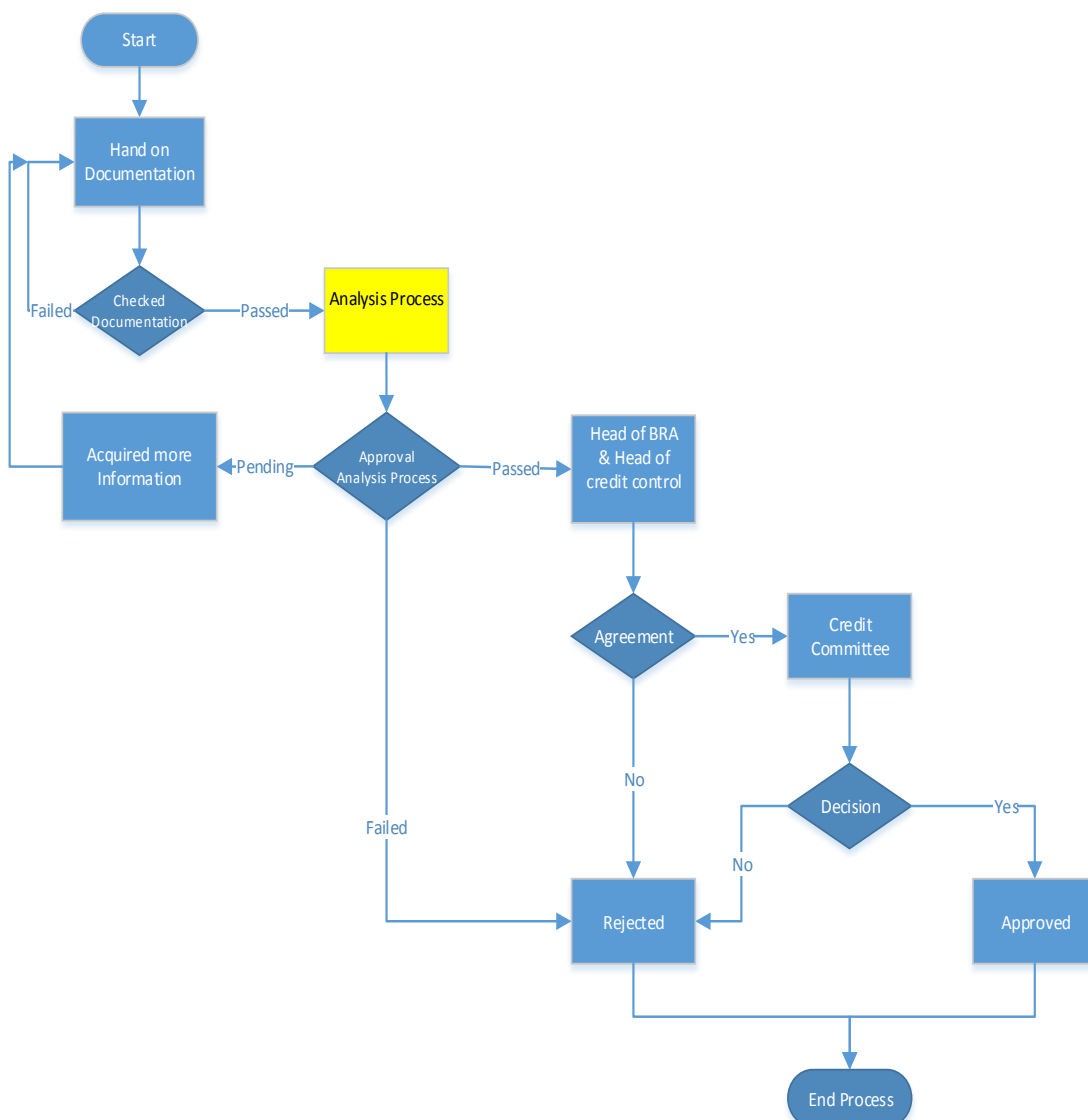 Start
Hand on
Documentation
Checked
Documentation
Failed
Passed
Analysis Process
Acquired more
Information
Pending
Approval
Analysis Process
Passed
Head of BRA
& Head of
credit control
Agreement
Yes
Credit
Committee
No
Decision
Yes
Failed
No
Rejected
Approved
End Process